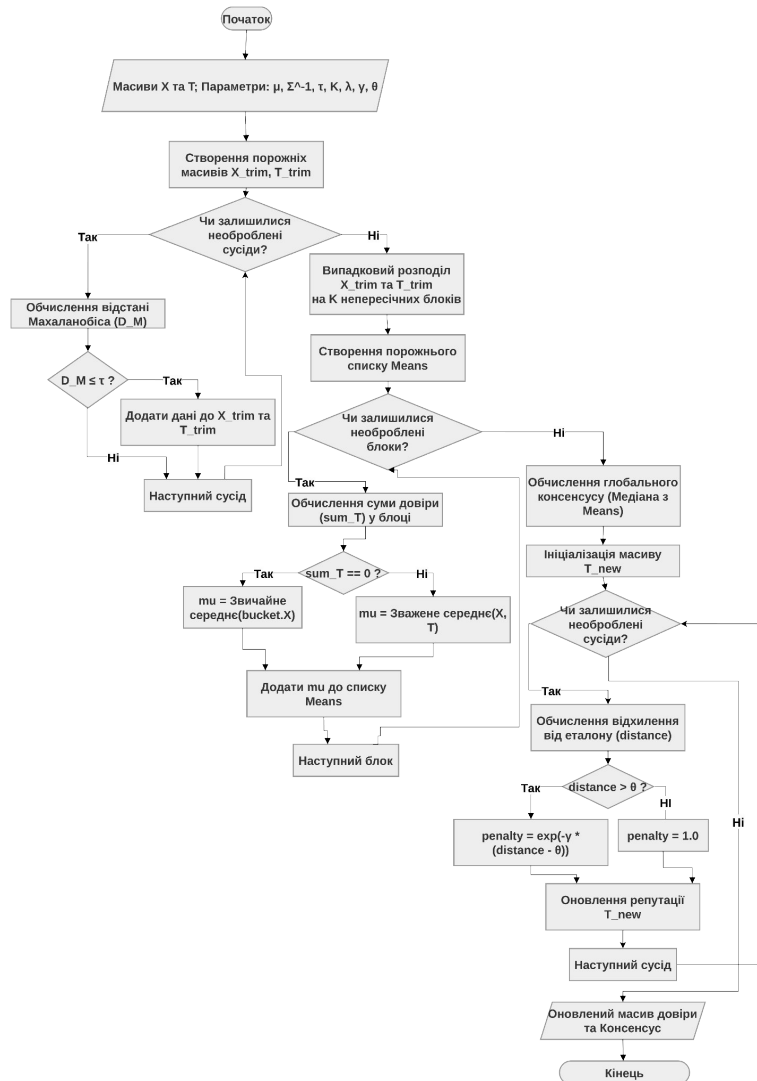 Початок
Масиви X та T; Параметри: μ, Σ^-1, τ, K, λ, γ, θ
Створення порожніх
масивів X_trim, T_trim
Чи залишилися
необроблені
сусіди?
Так
Ні
Обчислення відстані
Махаланобіса (D_M)
D_M ≤ τ ?
Так
Додати дані до X_trim та
T_trim
Ні
Наступний сусід
Випадковий розподіл
X_trim та T_trim
на K непересічних блоків
Створення порожнього
списку Means
Чи залишилися
необроблені
блоки?
Так
Ні
Обчислення суми довіри
(sum_T) у блоці
sum_T == 0 ?
Так
Ні
mu = Звичайне
середнє(bucket.X)
mu = Зважене середнє(X,
T)
Додати mu до списку
Means
Наступний блок
Обчислення глобального
консенсусу (Медіана з
Means)
Ініціалізація масиву
T_new
Чи залишилися
необроблені
сусіди?
Так
Ні
Обчислення відхилення
від еталону (distance)
distance > θ ?
Так
НІ
penalty = exp(-γ *
(distance - θ))
penalty = 1.0
Оновлення репутації
T_new
Наступний сусід
Оновлений масив довіри
та Консенсус
Кінець